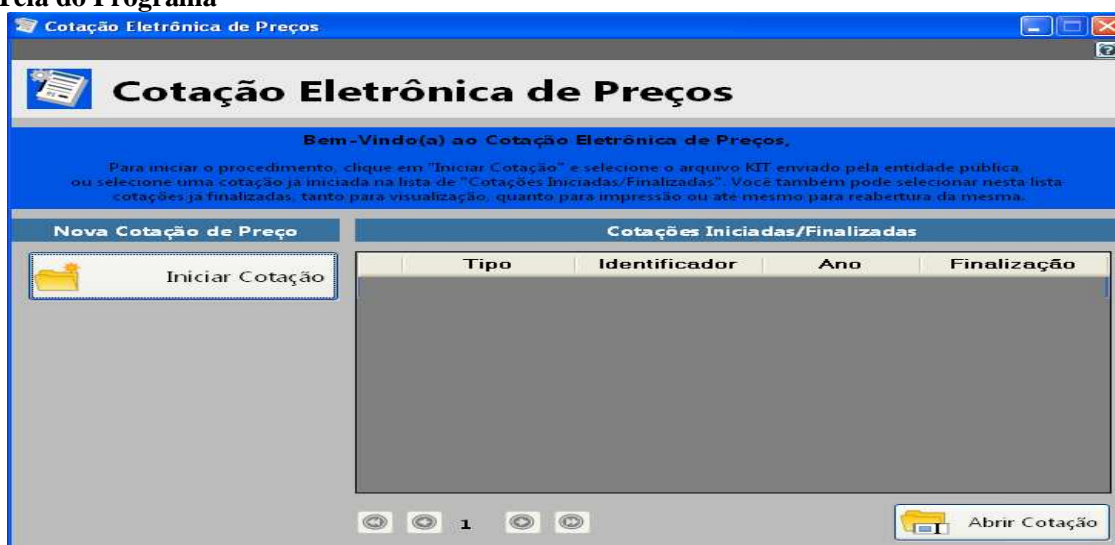 Tela do Programa
Cotação Eletrônica de Preços
Cotação Eletrônica de Preços
Bem-Vindo(a) ao Cotação Eletrônica de Preços,
Para iniciar o procedimento, clique em "Iniciar Cotação" e selecione o arquivo KIT enviado pela entidade pública
ou selecione uma cotação já iniciada na lista de "Cotações Iniciadas/Finalizadas". Você também pode selecionar nesta lista
cotações já finalizadas, tanto para visualização, quanto para impressão ou até mesmo para reabertura da mesma.
Nova Cotação de Preço
Cotações Iniciadas/Finalizadas
Iniciar Cotação
Tipo Identificador Ano Finalização
1
Abrir Cotação